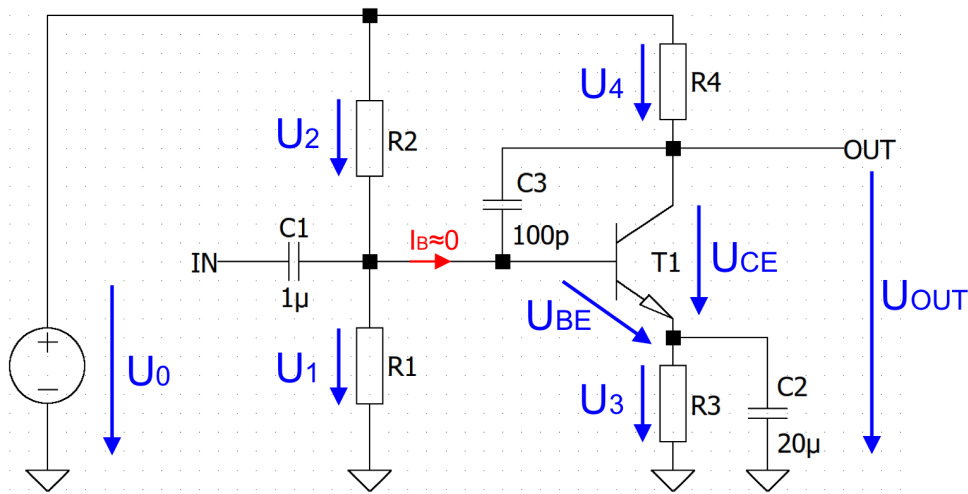 U4
R4
U2
R2
OUT
C3
C1
IB≈0
100p
IN
T1
UCE
1µ
UBE
UOUT
+
−
U0
U1
R1
U3
R3
C2
20µ